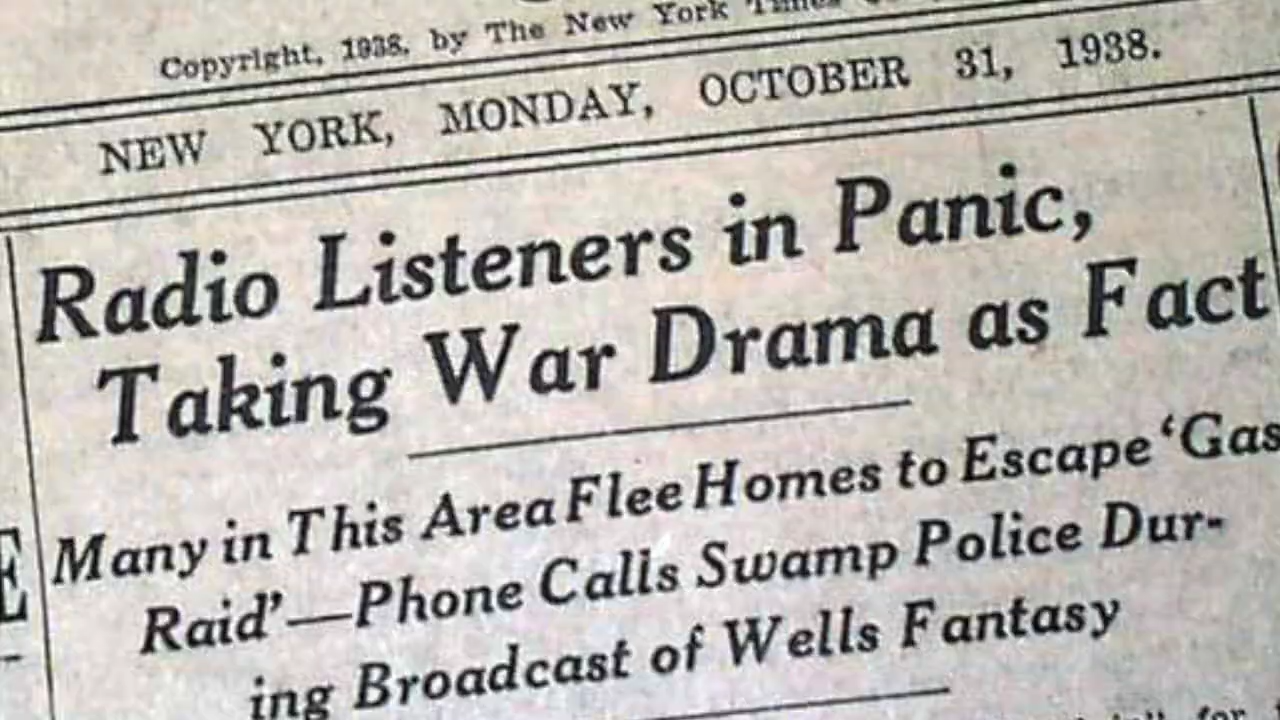 Copyright, 1938, by The New York Times
NEW YORK, MONDAY, OCTOBER 31, 1938.
Radio Listeners in Panic,
Taking War Drama as Fact
Many in This Area Flee Homes to Escape ‘Gas
Raid’—Phone Calls Swamp Police Dur-
ing Broadcast of Wells Fantasy
for